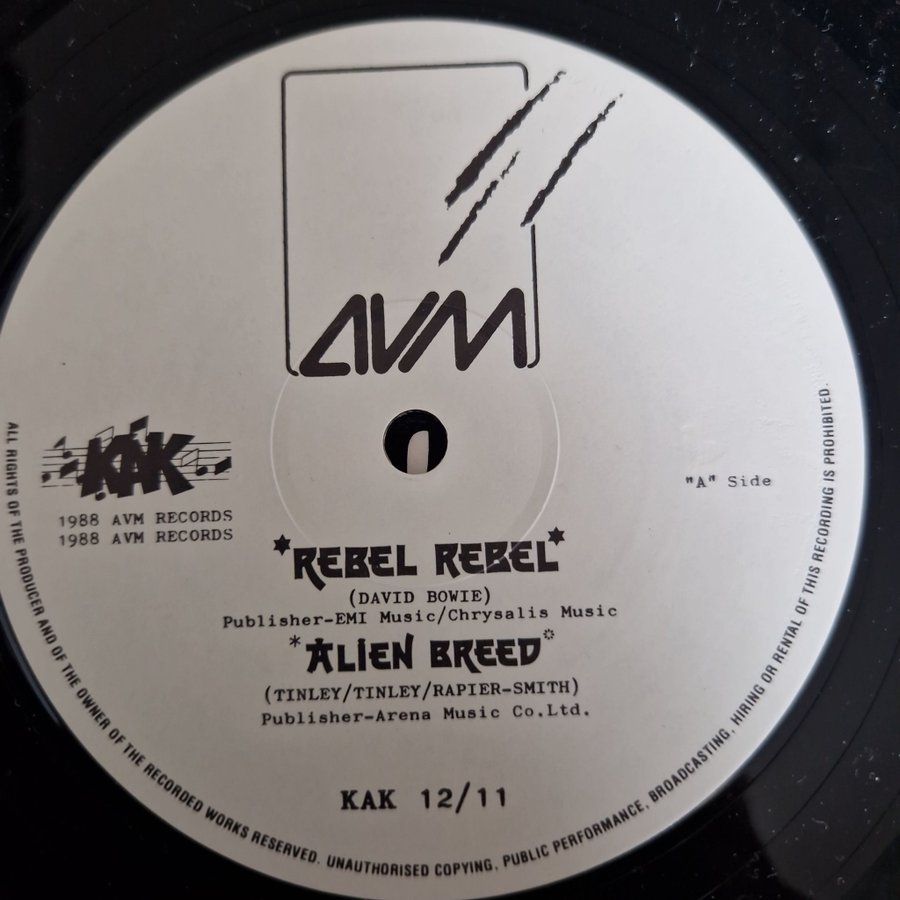 AVM
KAK
1988 AVM RECORDS
1988 AVM RECORDS
"A" Side
*REBEL REBEL*
(DAVID BOWIE)
Publisher-EMI Music/Chrysalis Music
*ALIEN BREED*
(TINLEY/TINLEY/RAPIER-SMITH)
Publisher-Arena Music Co.Ltd.
KAK 12/11
ALL RIGHTS OF THE PRODUCER AND OF THE OWNER OF THE RECORDED WORKS RESERVED. UNAUTHORISED COPYING, PUBLIC PERFORMANCE, BROADCASTING, HIRING OR RENTAL OF THIS RECORDING IS PROHIBITED.